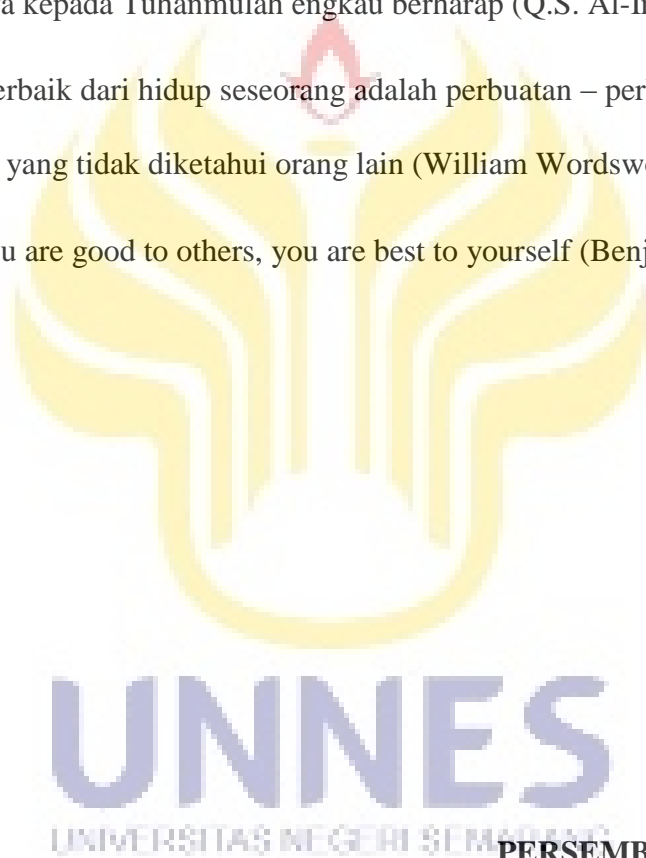 a kepada Tuhanmulah engkau berharap (Q.S. Al-In
erbaik dari hidup seseorang adalah perbuatan – per
yang tidak diketahui orang lain (William Wordswo
u are good to others, you are best to yourself (Benj
UNNES
UNIVERSITAS NEGERI SEMARANG
PERSEMB